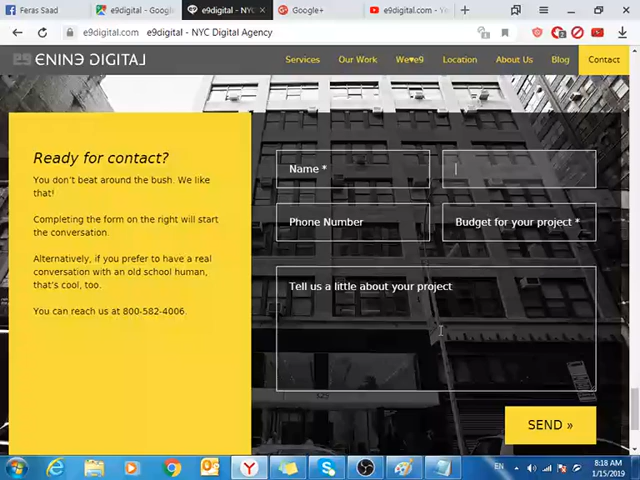 Feras Saad
e9digital - Googl
e9digital - NYC
Google+
e9digital.com - Yo
e9digital.com
e9digital - NYC Digital Agency
ENINE DIGITAL
Services
Our Work
We♥e9
Location
About Us
Blog
Contact
Ready for contact?
You don't beat around the bush. We like
that!
Completing the form on the right will start
the conversation.
Alternatively, if you prefer to have a real
conversation with an old school human,
that's cool, too.
You can reach us at 800-582-4006.
Name *
Phone Number
Budget for your project *
Tell us a little about your project
SEND »
EN
8:18 AM
1/15/2019